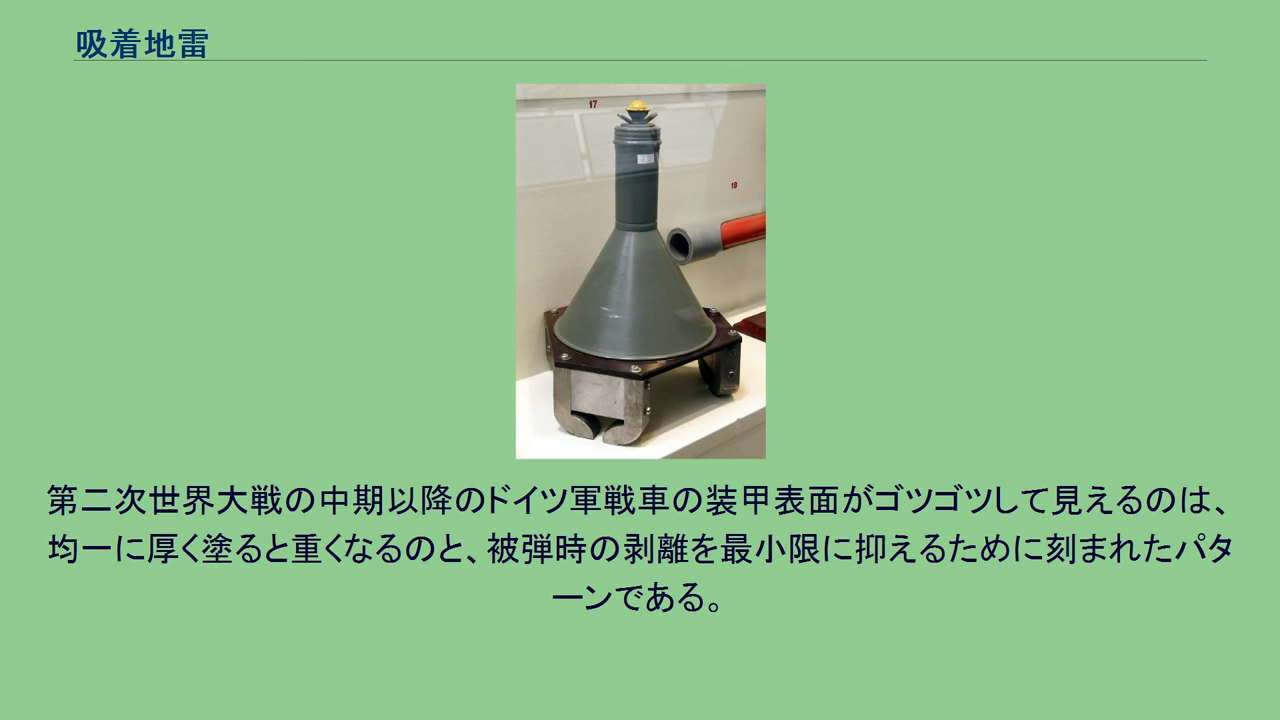 吸着地雷
17
18
第二次世界大戦の中期以降のドイツ軍戦車の装甲表面がゴツゴツして見えるのは、
均一に厚く塗ると重くなるのと、被弾時の剥離を最小限に抑えるために刻まれたパタ
ーンである。